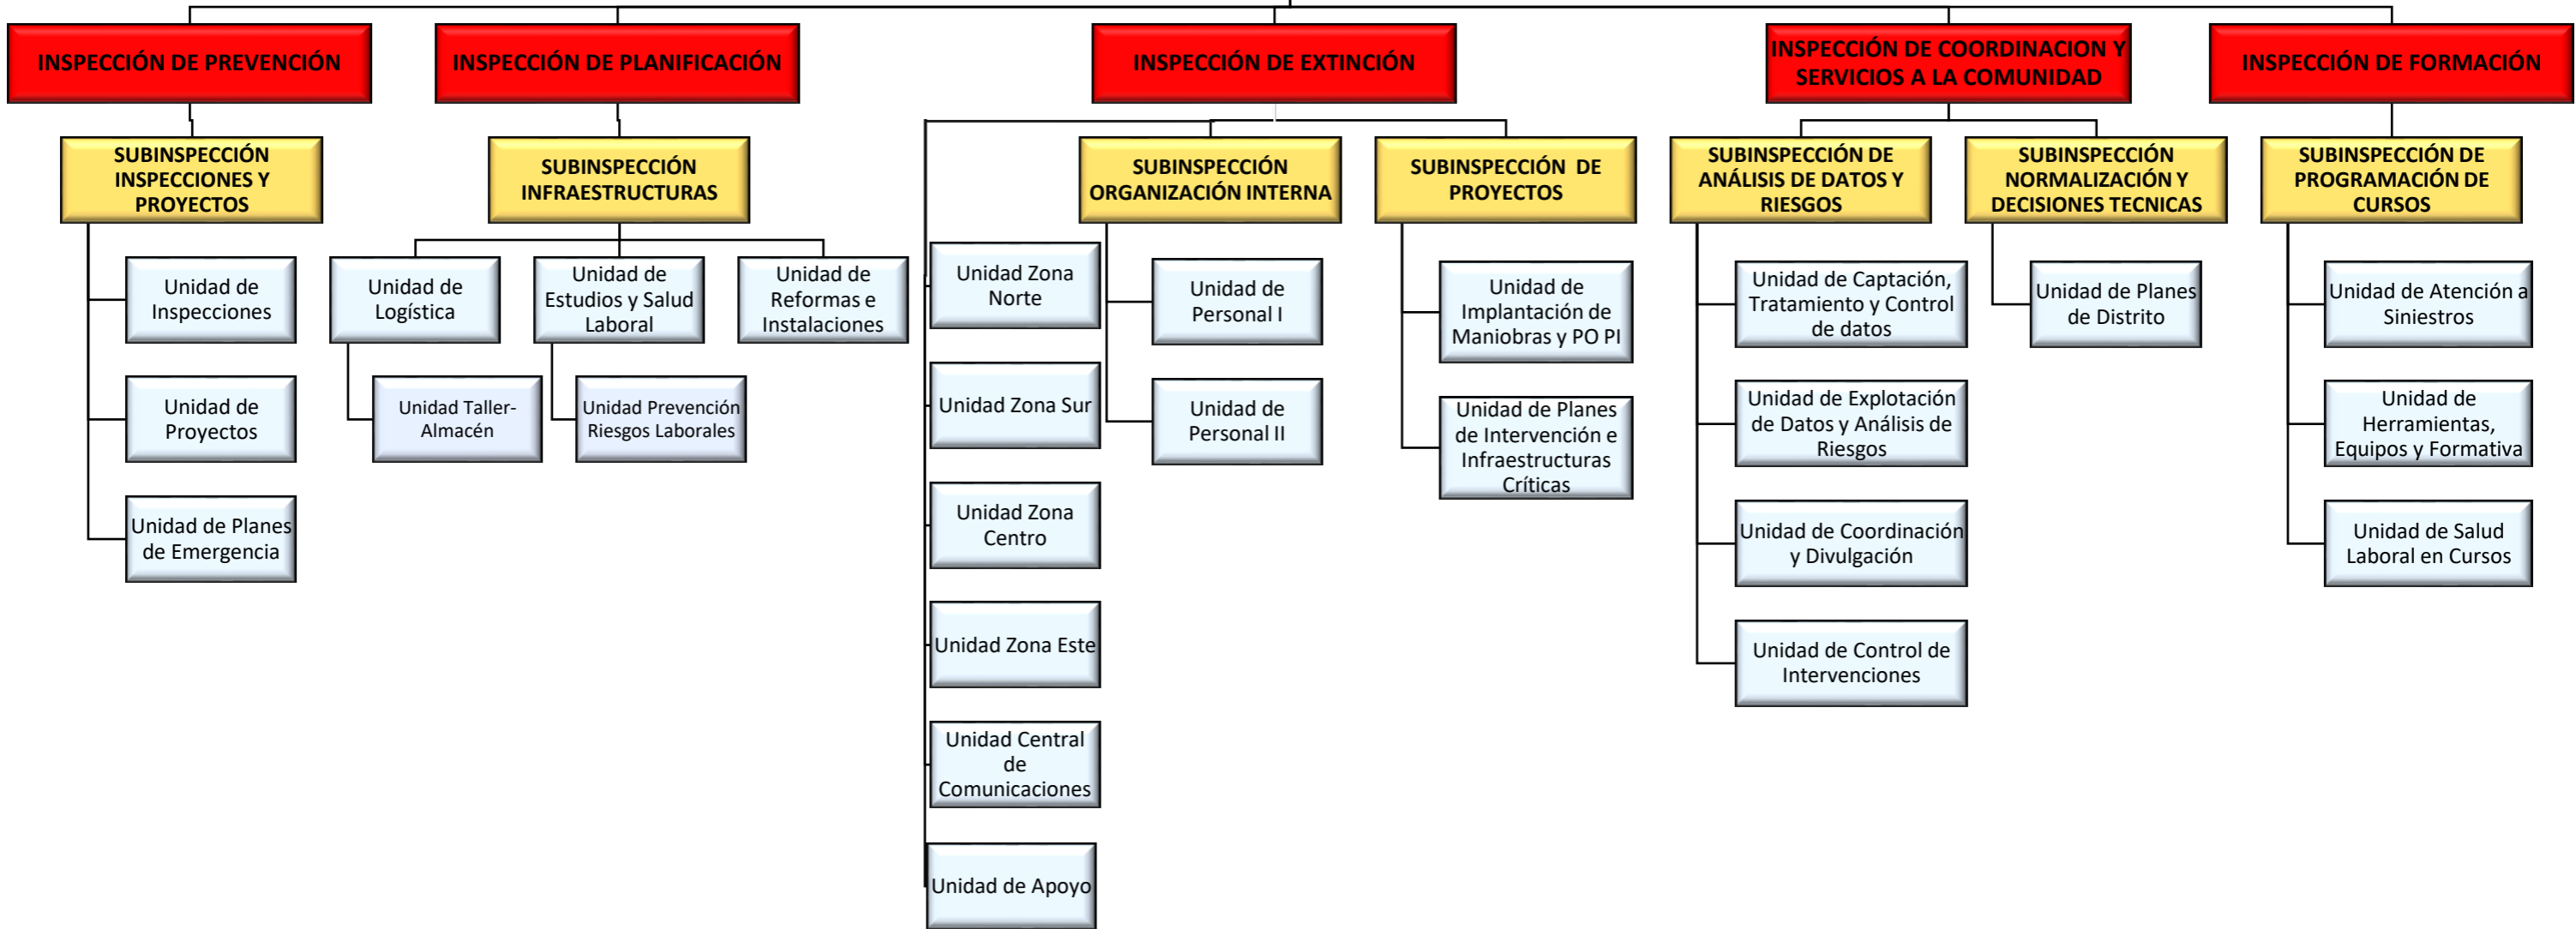 INSPECCIÓN DE PREVENCIÓN
INSPECCIÓN DE PLANIFICACIÓN
INSPECCIÓN DE EXTINCIÓN
INSPECCIÓN DE COORDINACION Y
SERVICIOS A LA COMUNIDAD
INSPECCIÓN DE FORMACIÓN
SUBINSPECCIÓN
INSPECCIONES Y
PROYECTOS
SUBINSPECCIÓN
INFRAESTRUCTURAS
SUBINSPECCIÓN
ORGANIZACIÓN INTERNA
SUBINSPECCIÓN DE
PROYECTOS
SUBINSPECCIÓN DE
ANÁLISIS DE DATOS Y
RIESGOS
SUBINSPECCIÓN
NORMALIZACIÓN Y
DECISIONES TECNICAS
SUBINSPECCIÓN DE
PROGRAMACIÓN DE
CURSOS
Unidad de
Inspecciones
Unidad de
Proyectos
Unidad de Planes
de Emergencia
Unidad de
Logística
Unidad Taller-
Almacén
Unidad de
Estudios y Salud
Laboral
Unidad Prevención
Riesgos Laborales
Unidad de
Reformas e
Instalaciones
Unidad Zona
Norte
Unidad Zona Sur
Unidad Zona
Centro
Unidad Zona Este
Unidad Central
de
Comunicaciones
Unidad de Apoyo
Unidad de
Personal I
Unidad de
Personal II
Unidad de
Implantación de
Maniobras y PO PI
Unidad de Planes
de Intervención e
Infraestructuras
Críticas
Unidad de Captación,
Tratamiento y Control
de datos
Unidad de Explotación
de Datos y Análisis de
Riesgos
Unidad de Coordinación
y Divulgación
Unidad de Control de
Intervenciones
Unidad de Planes
de Distrito
Unidad de Atención a
Siniestros
Unidad de
Herramientas,
Equipos y Formativa
Unidad de Salud
Laboral en Cursos